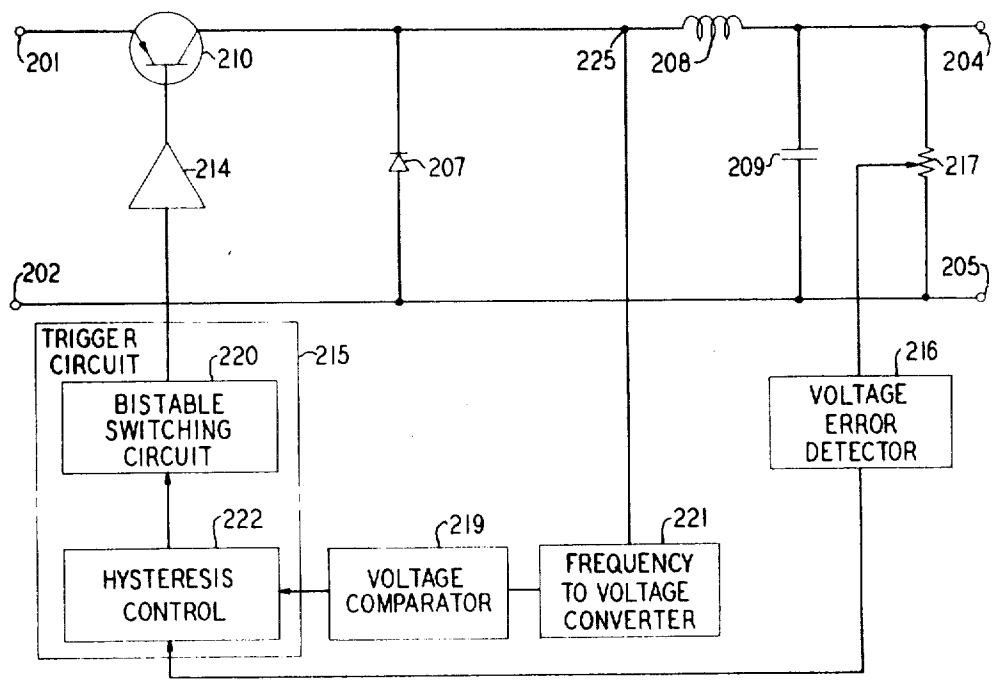 201
210
225
208
204
214
207
209
217
202
205
TRIGGER
CIRCUIT
220
215
216
BISTABLE
SWITCHING
CIRCUIT
VOLTAGE
ERROR
DETECTOR
222
219
221
HYSTERESIS
CONTROL
VOLTAGE
COMPARATOR
FREQUENCY
TO VOLTAGE
CONVERTER